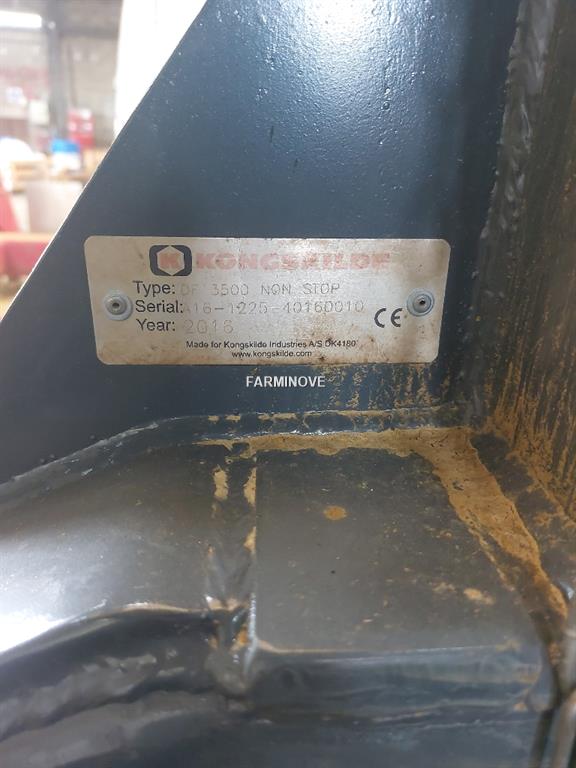 K KONGSKILDE
Type: DF 3500 NON STOP
Serial: A16-1225-40160010
Year: 2016
CE
Made for Kongskilde Industries A/S DK4180
www.kongskilde.com
FARMINOVE